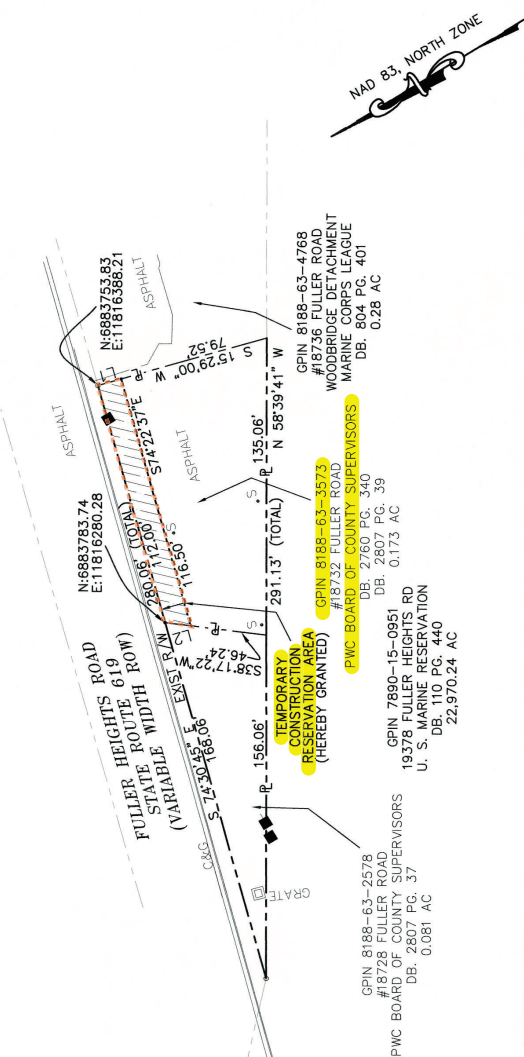 NAD 83, NORTH ZONE
N:6883753.83
E:11816388.21
ASPHALT
ASPHALT
ASPHALT
L1
S 15°29'00" W
79.52'
GPIN 8188-63-4768
#18736 FULLER ROAD
WOODBRIDGE DETACHMENT
MARINE CORPS LEAGUE
DB. 804 PG. 401
0.28 AC
N:6883783.74
E:11816280.28
280.06' (TOTAL)
112.00'
S74°22'37"E
116.50'
S
135.06'
N 58°39'41" W
291.13' (TOTAL)
GPIN 8188-63-3573
#18732 FULLER ROAD
PWC BOARD OF COUNTY SUPERVISORS
DB. 2760 PG. 340
DB. 2807 PG. 39
0.173 AC
FULLER HEIGHTS ROAD
STATE ROUTE 619
(VARIABLE WIDTH ROW)
EXIST R/W
L2
S38°17'22"W
46.24'
S
TEMPORARY
CONSTRUCTION
RESERVATION AREA
(HEREBY GRANTED)
GPIN 7890-15-0951
19378 FULLER HEIGHTS RD
U. S. MARINE RESERVATION
DB. 110 PG. 440
22,970.24 AC
S 74°30'45" E
168.06
C&G
156.06'
GRATE
GPIN 8188-63-2578
#18728 FULLER ROAD
PWC BOARD OF COUNTY SUPERVISORS
DB. 2807 PG. 37
0.081 AC